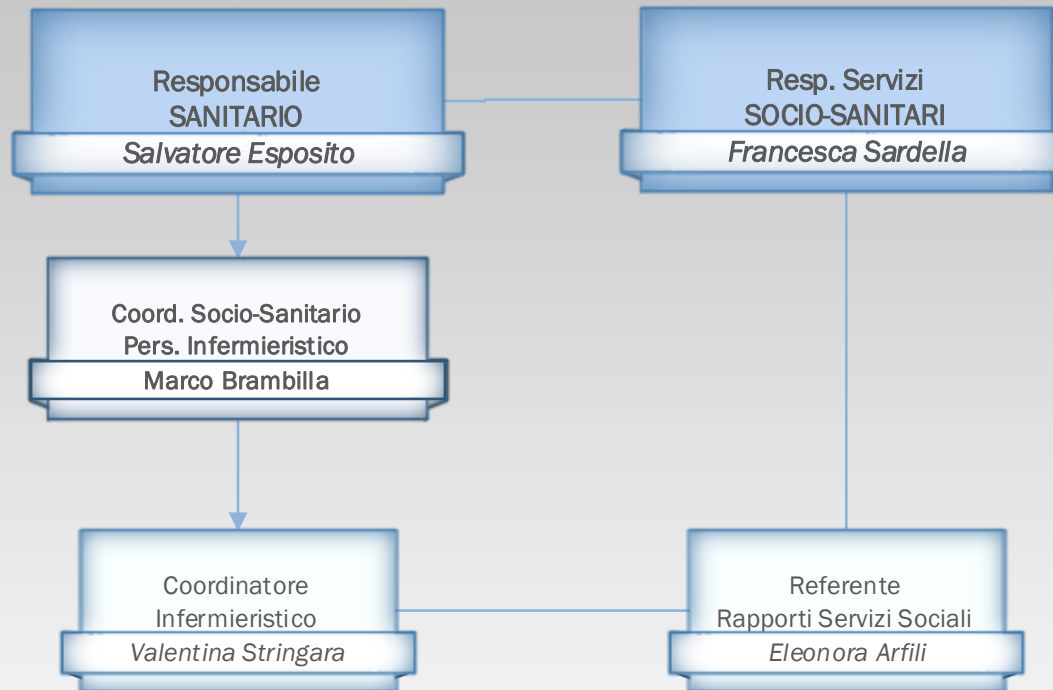 Responsabile
SANITARIO
Salvatore Esposito
Resp. Servizi
SOCIO-SANITARI
Francesca Sardella
Coord. Socio-Sanitario
Pers. Infermieristico
Marco Brambilla
Coordinatore
Infermieristico
Valentina Stringara
Referente
Rapporti Servizi Sociali
Eleonora Arfili